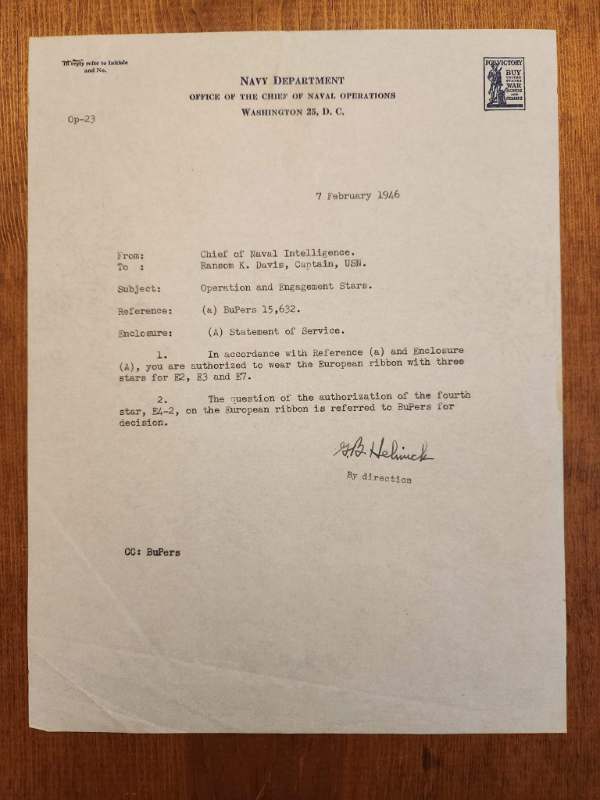 In reply refer to Initials
and No.
Op-23
NAVY DEPARTMENT
OFFICE OF THE CHIEF OF NAVAL OPERATIONS
WASHINGTON 25, D. C.
FOR VICTORY
BUY
UNITED
STATES
WAR
BONDS
AND
STAMPS
7 February 1946
From: Chief of Naval Intelligence.
To : Ransom K. Davis, Captain, USN.
Subject: Operation and Engagement Stars.
Reference: (a) BuPers 15,632.
Enclosure: (A) Statement of Service.
1. In accordance with Reference (a) and Enclosure
(A), you are authorized to wear the European ribbon with three
stars for E2, E3 and E7.
2. The question of the authorization of the fourth
star, E4-2, on the European ribbon is referred to BuPers for
decision.
G.B. Helmick
By direction
CC: BuPers